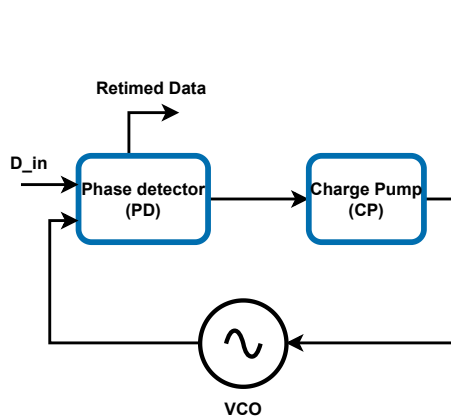 Retimed Data
D_in
Phase detector
(PD)
Charge Pump
(CP)
VCO